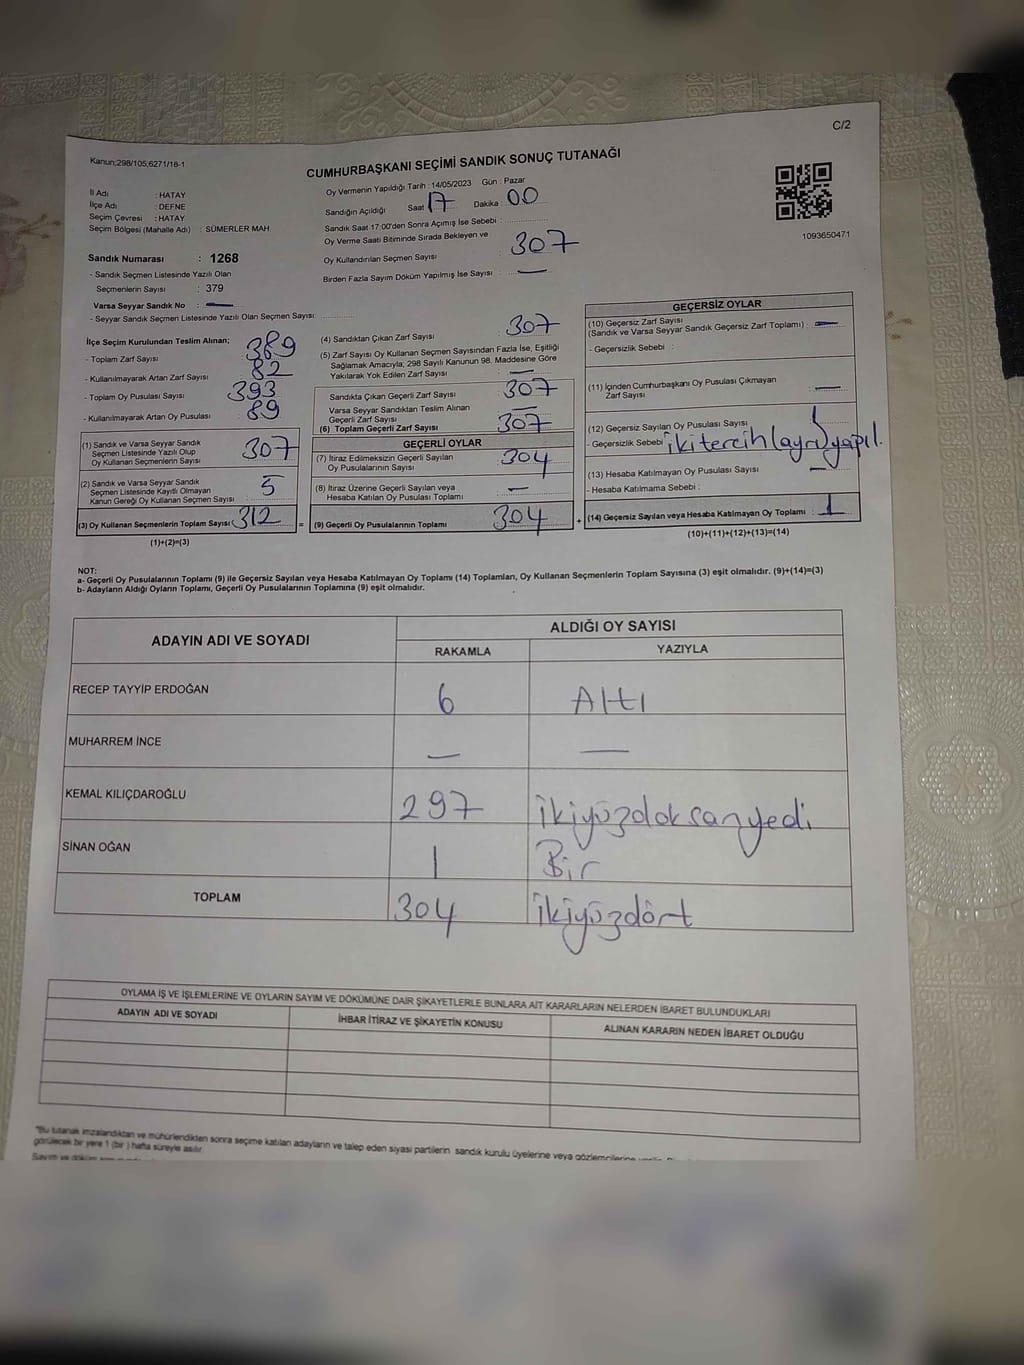 C/2
Kanun;298/105,6271/18-1
CUMHURBAŞKANI SEÇİMİ SANDIK SONUÇ TUTANAĞI
İl Adı : HATAY
İlçe Adı : DEFNE
Seçim Çevresi : HATAY
Seçim Bölgesi (Mahalle Adı) : SÜMERLER MAH.
Oy Vermenin Yapıldığı Tarih : 14/05/2023 Gün : Pazar
Sandığın Açıldığı Saat 17 Dakika : 00
Sandık Saat 17:00'den Sonra Açımış İse Sebebi :
Oy Verme Saati Bitiminde Sırada Bekleyen ve
Oy Kullandırılan Seçmen Sayısı : 307
Birden Fazla Sayım Döküm Yapılmış İse Sayısı : —
1093650471
Sandık Numarası : 1268
- Sandık Seçmen Listesinde Yazılı Olan
Seçmenlerin Sayısı : 379
Varsa Seyyar Sandık No : —
- Seyyar Sandık Seçmen Listesinde Yazılı Olan Seçmen Sayısı:
İlçe Seçim Kurulundan Teslim Alınan;
- Toplam Zarf Sayısı 389
- Kullanılmayarak Artan Zarf Sayısı 82
- Toplam Oy Pusulası Sayısı 393
- Kullanılmayarak Artan Oy Pusulası 89
(1) Sandık ve Varsa Seyyar Sandık
Seçmen Listesinde Yazılı Olup
Oy Kullanan Seçmenlerin Sayısı 307
(2) Sandık ve Varsa Seyyar Sandık
Seçmen Listesinde Kayıtlı Olmayan
Kanun Gereği Oy Kullanan Seçmen Sayısı 5
(3) Oy Kullanan Seçmenlerin Toplam Sayısı 312
(1)+(2)=(3)
(4) Sandıktan Çıkan Zarf Sayısı 307
(5) Zarf Sayısı Oy Kullanan Seçmen Sayısından Fazla İse, Eşitliği
Sağlamak Amacıyla, 298 Sayılı Kanunun 98. Maddesine Göre
Yakılarak Yok Edilen Zarf Sayısı —
Sandıkta Çıkan Geçerli Zarf Sayısı 307
Varsa Seyyar Sandıktan Teslim Alınan
Geçerli Zarf Sayısı —
(6) Toplam Geçerli Zarf Sayısı 307
GEÇERLİ OYLAR
(7) İtiraz Edilmeksizin Geçerli Sayılan
Oy Pusulalarının Sayısı 304
(8) İtiraz Üzerine Geçerli Sayılan veya
Hesaba Katılan Oy Pusulası Toplamı —
= (9) Geçerli Oy Pusulalarının Toplamı 304 +
GEÇERSİZ OYLAR
(10) Geçersiz Zarf Sayısı
(Sandık ve Varsa Seyyar Sandık Geçersiz Zarf Toplamı) : —
- Geçersizlik Sebebi :
(11) İçinden Cumhurbaşkanı Oy Pusulası Çıkmayan
Zarf Sayısı —
(12) Geçersiz Sayılan Oy Pusulası Sayısı 1
- Geçersizlik Sebebi iki tercih
(13) Hesaba Katılmayan Oy Pusulası Sayısı —
- Hesaba Katılmama Sebebi :
(14) Geçersiz Sayılan veya Hesaba Katılmayan Oy Toplamı : 1
(10)+(11)+(12)+(13)=(14)
NOT:
a- Geçerli Oy Pusulalarının Toplamı (9) ile Geçersiz Sayılan veya Hesaba Katılmayan Oy Toplamı (14) Toplamları, Oy Kullanan Seçmenlerin Toplam Sayısına (3) eşit olmalıdır. (9)+(14)=(3)
b- Adayların Aldığı Oyların Toplamı, Geçerli Oy Pusulalarının Toplamına (9) eşit olmalıdır.
ADAYIN ADI VE SOYADI
ALDIĞI OY SAYISI
RAKAMLA YAZIYLA
RECEP TAYYİP ERDOĞAN 6 Altı
MUHARREM İNCE — —
KEMAL KILIÇDAROĞLU 297 ikiyüzdoksanyedi
SİNAN OĞAN 1 Bir
TOPLAM 304 ikiyüzdört
OYLAMA İŞ VE İŞLEMLERİNE VE OYLARIN SAYIM VE DÖKÜMÜNE DAİR ŞİKAYETLERLE BUNLARA AİT KARARLARIN NELERDEN İBARET BULUNDUKLARI
ADAYIN ADI VE SOYADI İHBAR İTİRAZ VE ŞİKAYETİN KONUSU ALINAN KARARIN NEDEN İBARET OLDUĞU
"Bu tutanak imzalandıktan ve mühürlendikten sonra seçime katılan adayların ve talep eden siyasi partilerin sandık kurulu üyelerine veya gözlemcilerine
görülecek bir yere 1 (bir) hafta süreyle asılır.